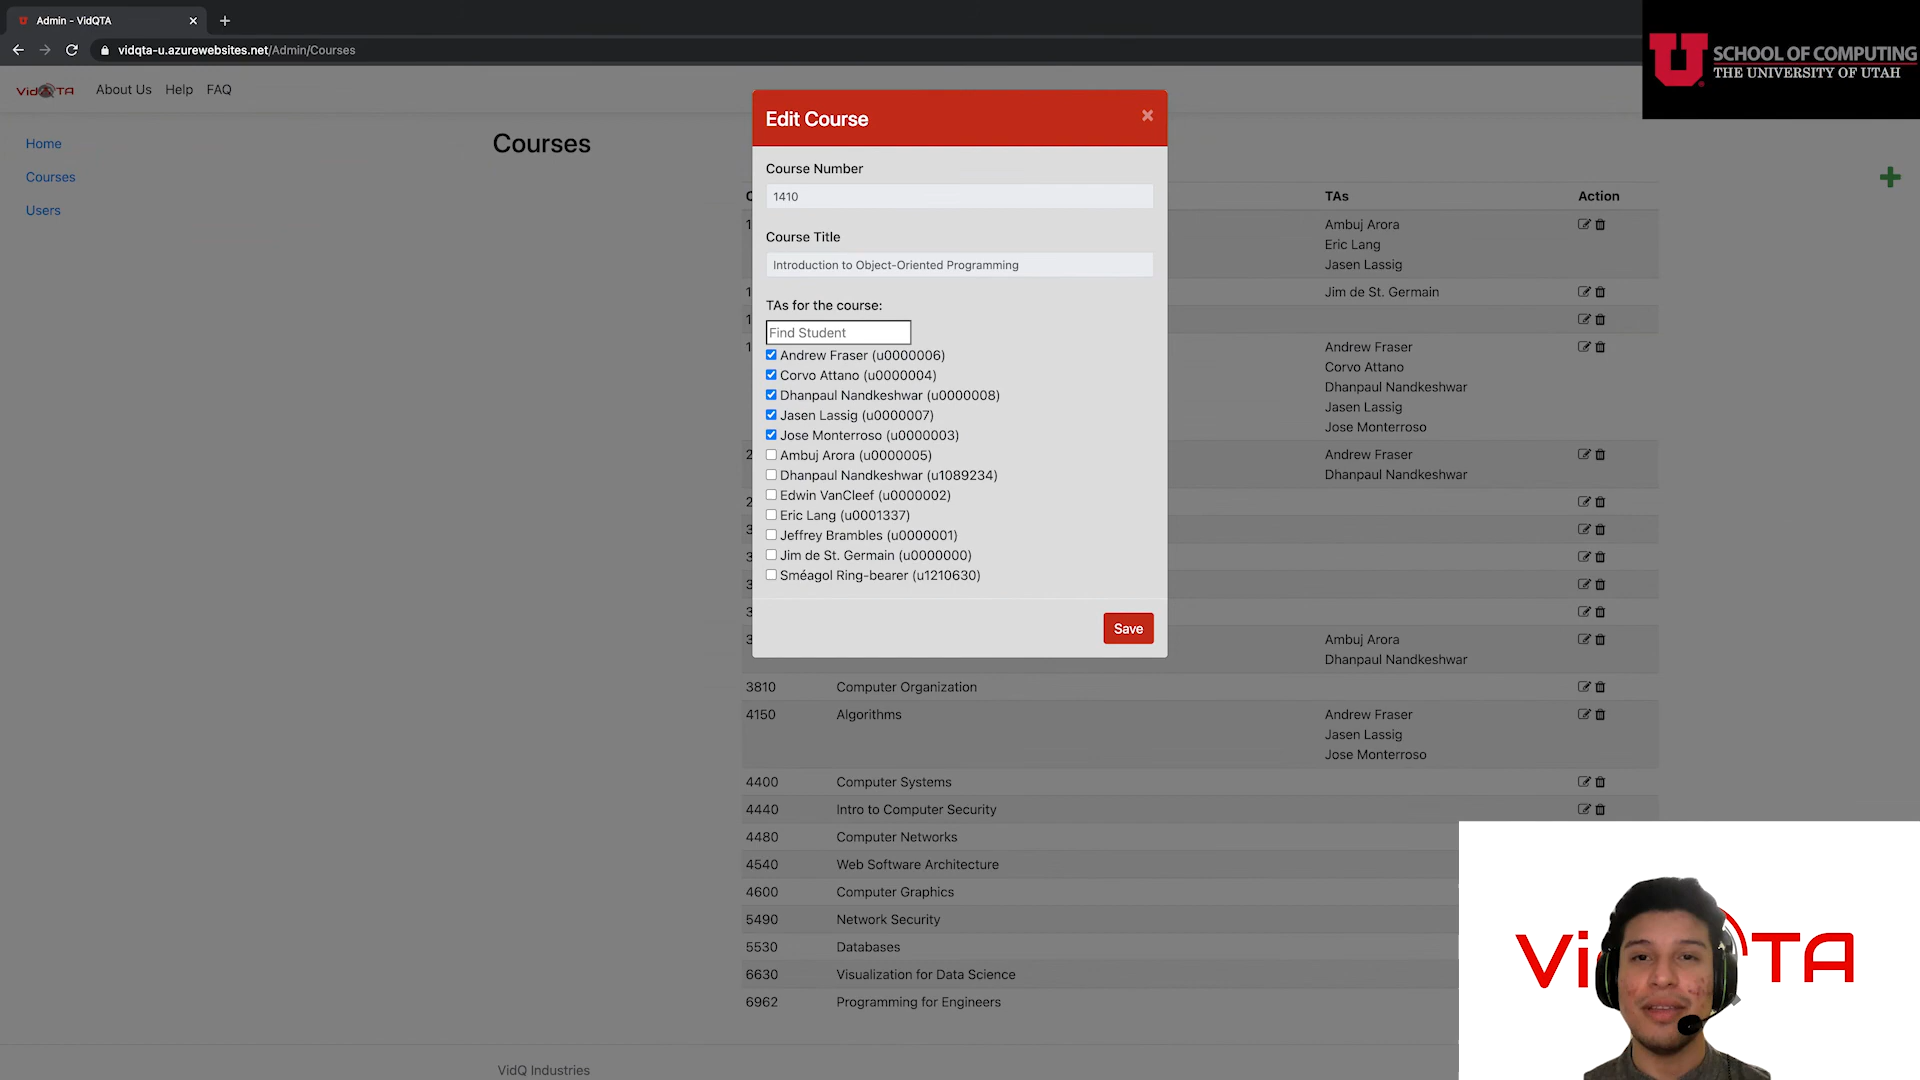 Admin - VidQTA
vidqta-u.azurewebsites.net/Admin/Courses
U SCHOOL OF COMPUTING
THE UNIVERSITY OF UTAH
VidQTA About Us Help FAQ
Home
Courses
Users
Courses
Edit Course
Course Number
1410
Course Title
Introduction to Object-Oriented Programming
TAs for the course:
Find Student
Andrew Fraser (u0000006)
Corvo Attano (u0000004)
Dhanpaul Nandkeshwar (u0000008)
Jasen Lassig (u0000007)
Jose Monterroso (u0000003)
Ambuj Arora (u0000005)
Dhanpaul Nandkeshwar (u1089234)
Edwin VanCleef (u0000002)
Eric Lang (u0001337)
Jeffrey Brambles (u0000001)
Jim de St. Germain (u0000000)
Sméagol Ring-bearer (u1210630)
Save
TAs Action
Ambuj Arora
Eric Lang
Jasen Lassig
Jim de St. Germain
Andrew Fraser
Corvo Attano
Dhanpaul Nandkeshwar
Jasen Lassig
Jose Monterroso
Andrew Fraser
Dhanpaul Nandkeshwar
Ambuj Arora
Dhanpaul Nandkeshwar
3810 Computer Organization
4150 Algorithms
Andrew Fraser
Jasen Lassig
Jose Monterroso
4400 Computer Systems
4440 Intro to Computer Security
4480 Computer Networks
4540 Web Software Architecture
4600 Computer Graphics
5490 Network Security
5530 Databases
6630 Visualization for Data Science
6962 Programming for Engineers
VidQ Industries
Vi TA